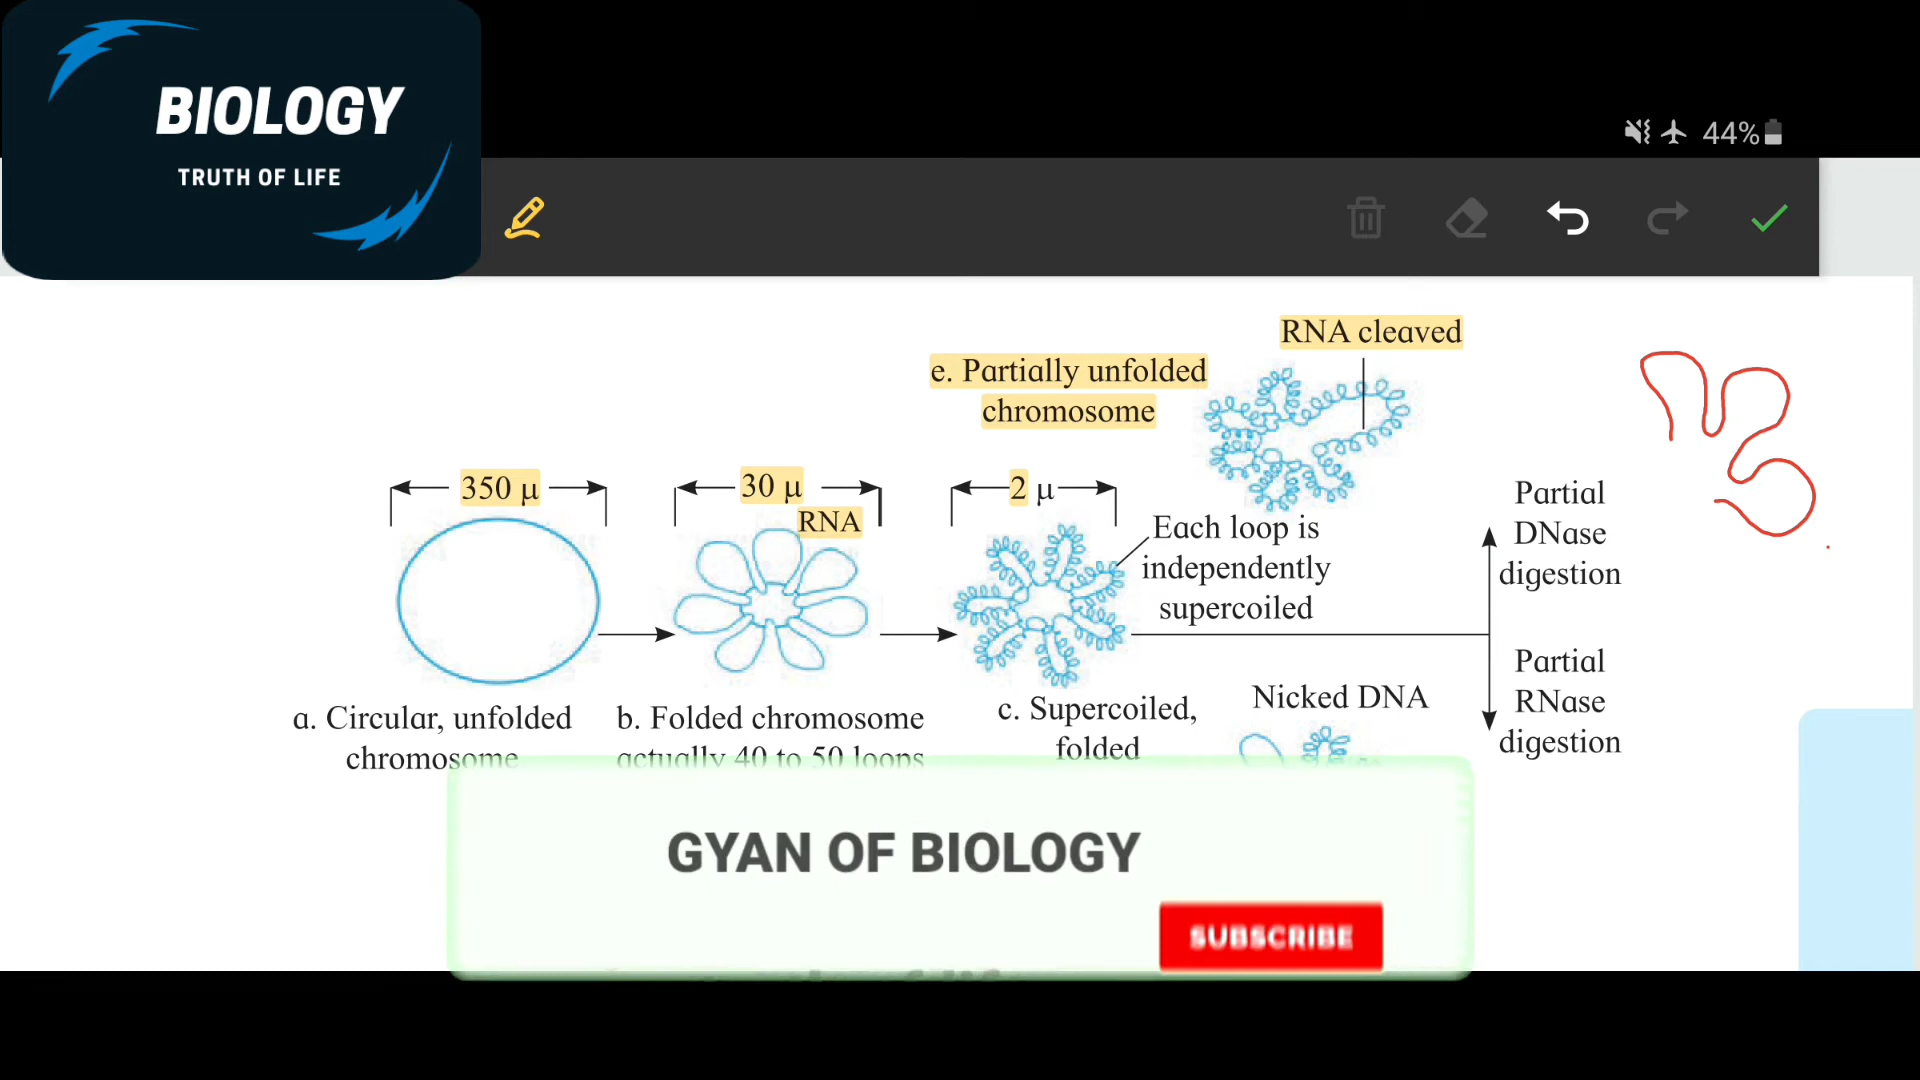 BIOLOGY
TRUTH OF LIFE
44%
RNA cleaved
e. Partially unfolded
chromosome
350 μ
30 μ
2 μ
RNA
Each loop is
independently
supercoiled
Partial
DNase
digestion
Partial
RNase
digestion
Nicked DNA
a. Circular, unfolded
chromosome
b. Folded chromosome
actually 40 to 50 loops
c. Supercoiled,
folded
GYAN OF BIOLOGY
SUBSCRIBE